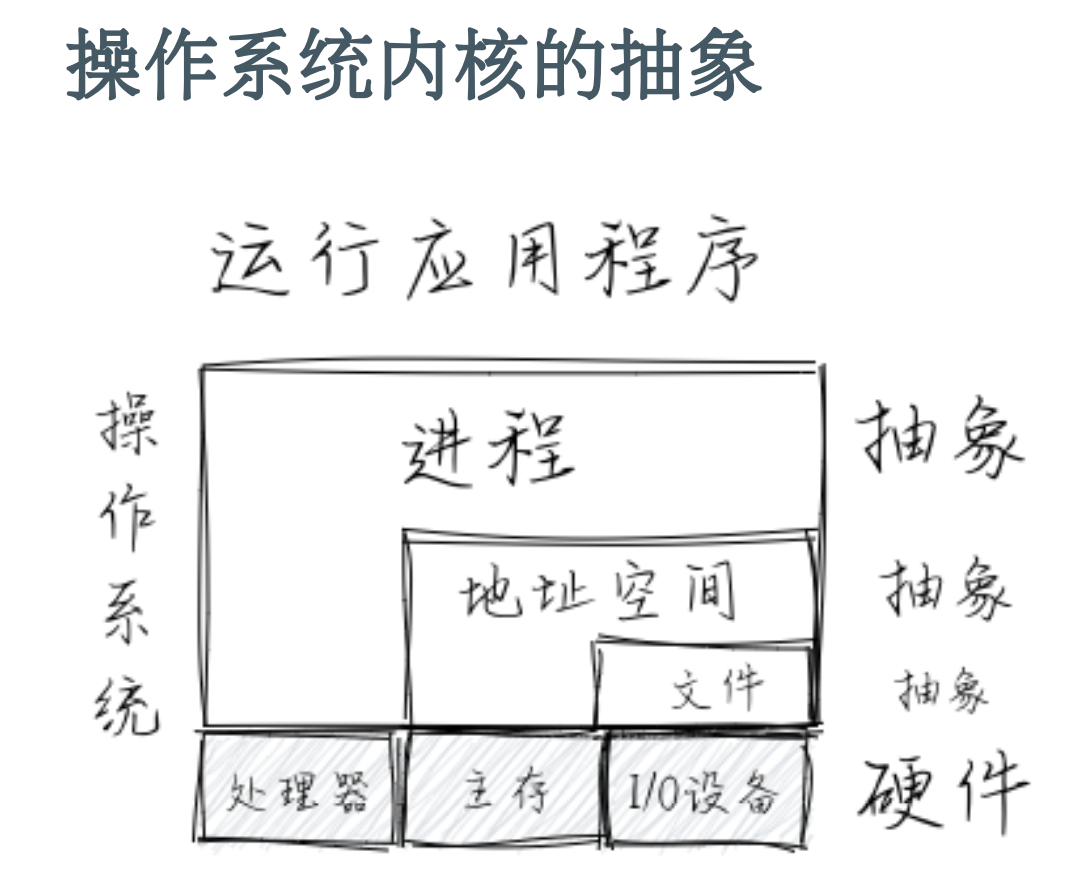 操作系统内核的抽象
运行应用程序
操作系统
进程
抽象
地址空间
抽象
文件
抽象
处理器
主存
I/O设备
硬件